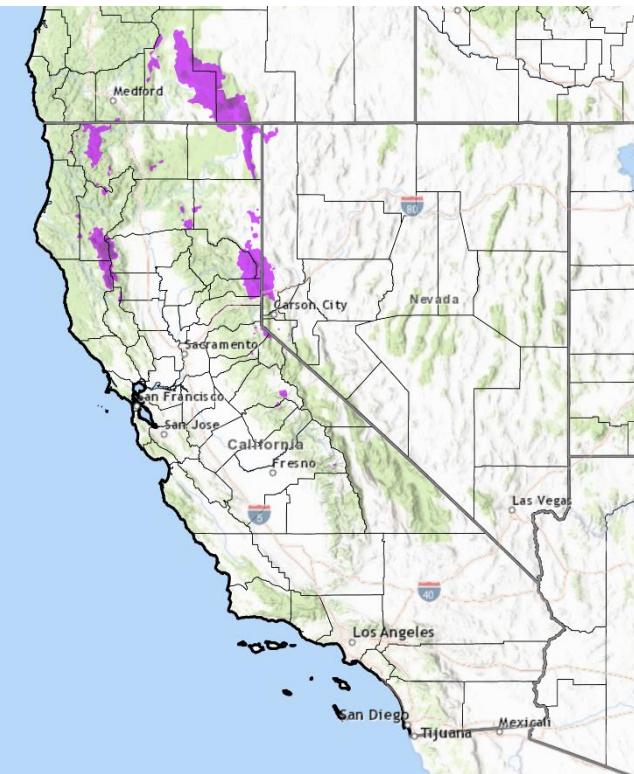 Medford
80
Carson City
Nevada
Sacramento
San Francisco
San Jose
California
Fresno
Las Vegas
5
40
Los Angeles
San Diego
Tijuana
Mexicali